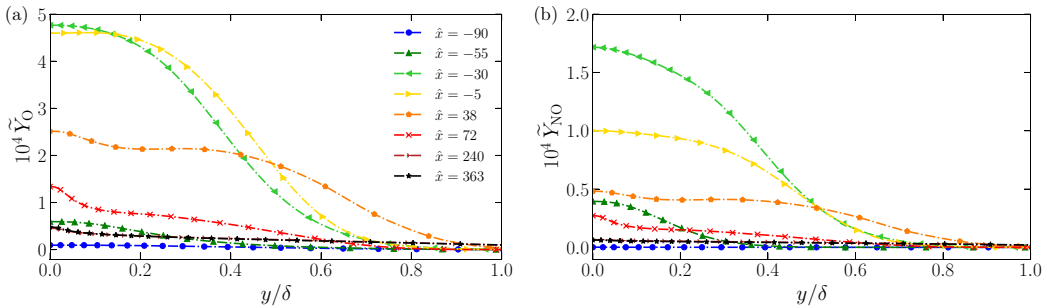 (a)
5
4
3
2
1
0
10⁴ Ỹ_O
0.0 0.2 0.4 0.6 0.8 1.0
y/δ
x̂ = −90
x̂ = −55
x̂ = −30
x̂ = −5
x̂ = 38
x̂ = 72
x̂ = 240
x̂ = 363
(b)
2.0
1.5
1.0
0.5
0.0
10⁴ Ỹ_NO
0.0 0.2 0.4 0.6 0.8 1.0
y/δ